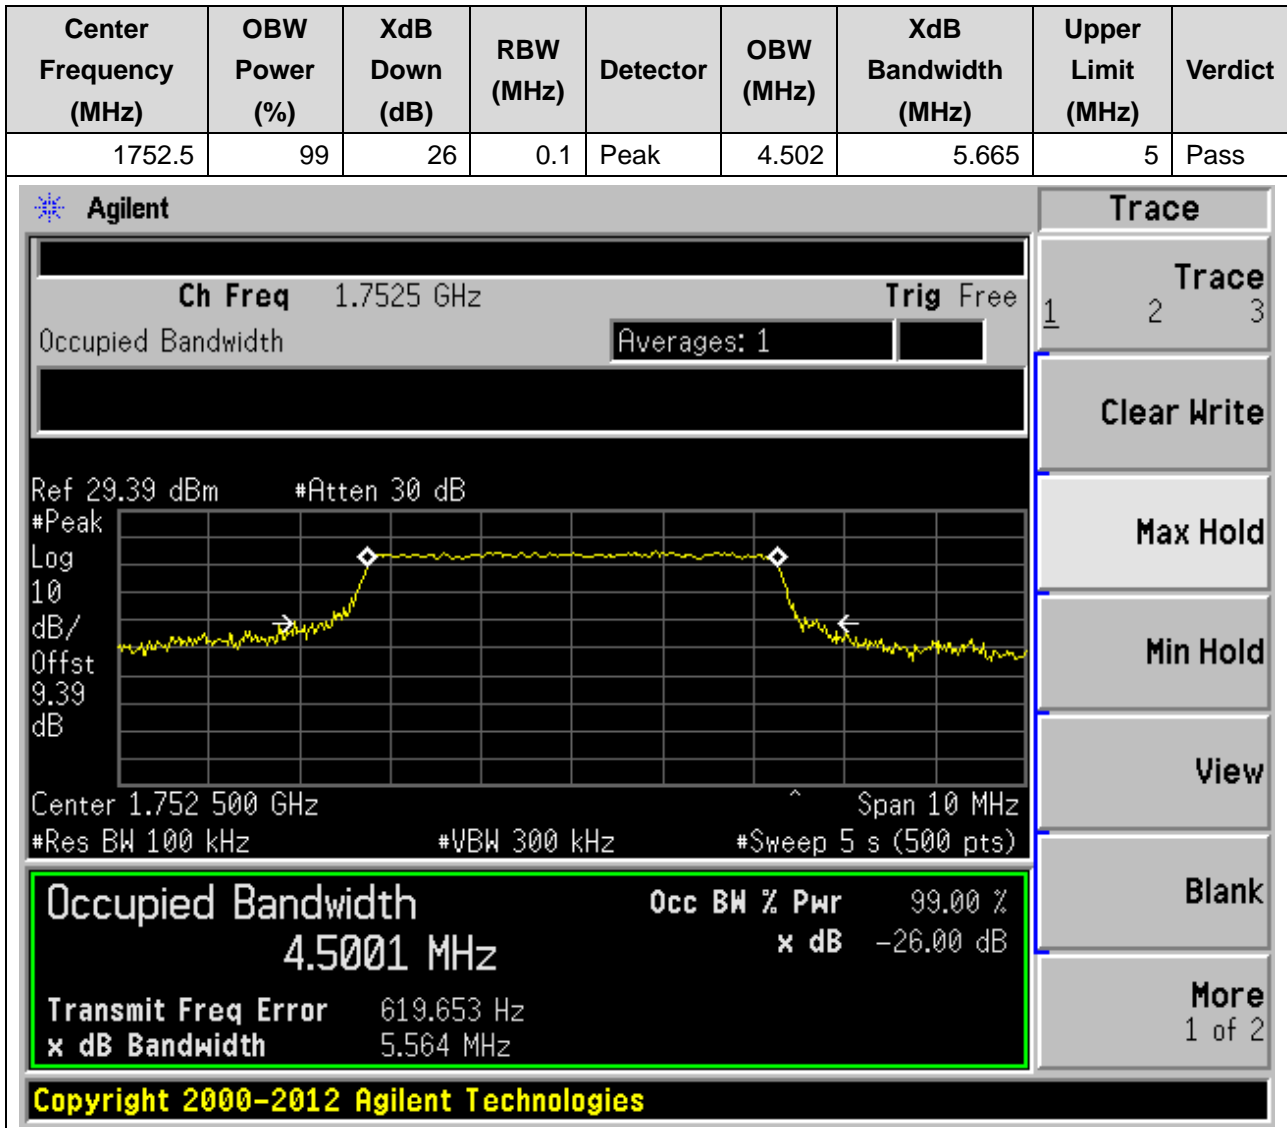 Center Frequency (MHz) OBW Power (%) XdB Down (dB) RBW (MHz) Detector OBW (MHz) XdB Bandwidth (MHz) Upper Limit (MHz) Verdict
1752.5 99 26 0.1 Peak 4.502 5.665 5 Pass
Agilent
Ch Freq 1.7525 GHz Trig Free
Occupied Bandwidth Averages: 1
Ref 29.39 dBm #Atten 30 dB
#Peak
Log
10
dB/
Offst
9.39
dB
Center 1.752 500 GHz Span 10 MHz
#Res BW 100 kHz #VBW 300 kHz #Sweep 5 s (500 pts)
Occupied Bandwidth Occ BW % Pwr 99.00 %
4.5001 MHz x dB -26.00 dB
Transmit Freq Error 619.653 Hz
x dB Bandwidth 5.564 MHz
Copyright 2000-2012 Agilent Technologies
Trace
Trace
1 2 3
Clear Write
Max Hold
Min Hold
View
Blank
More
1 of 2